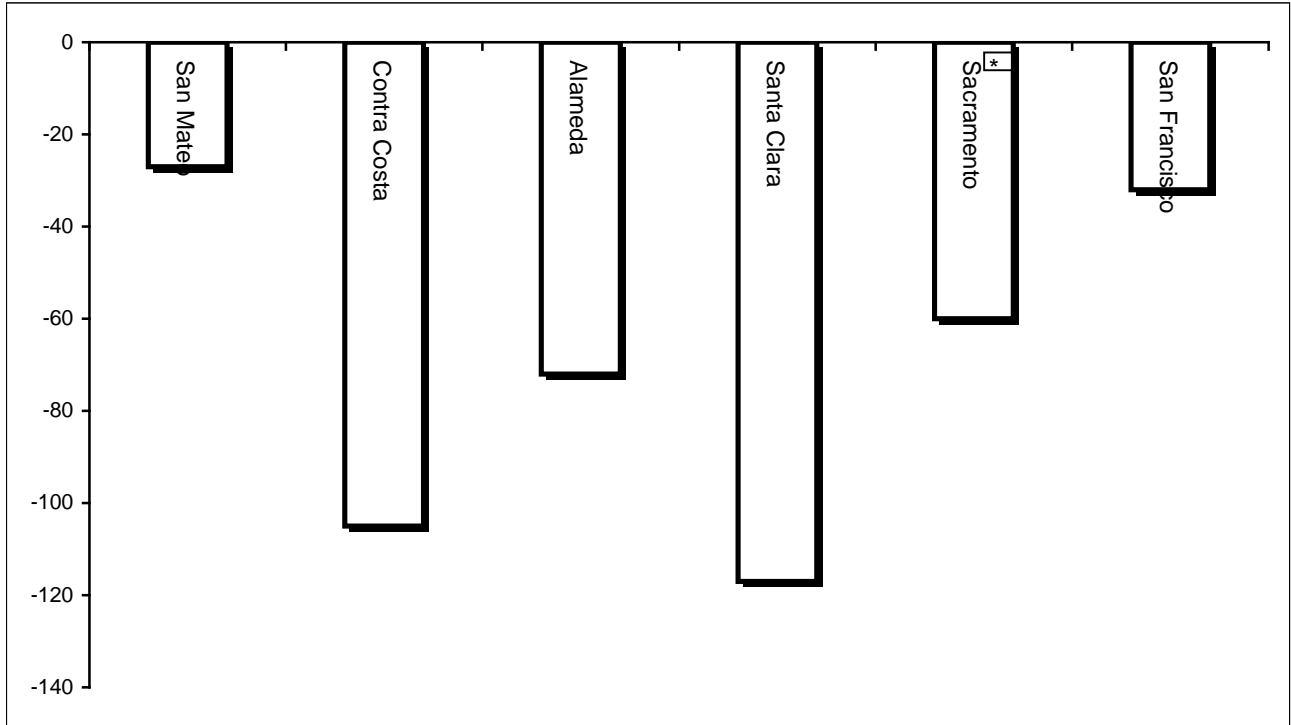 0
-20
-40
-60
-80
-100
-120
-140
San Mateo
Contra Costa
Alameda
Santa Clara
Sacramento
*
San Francisco